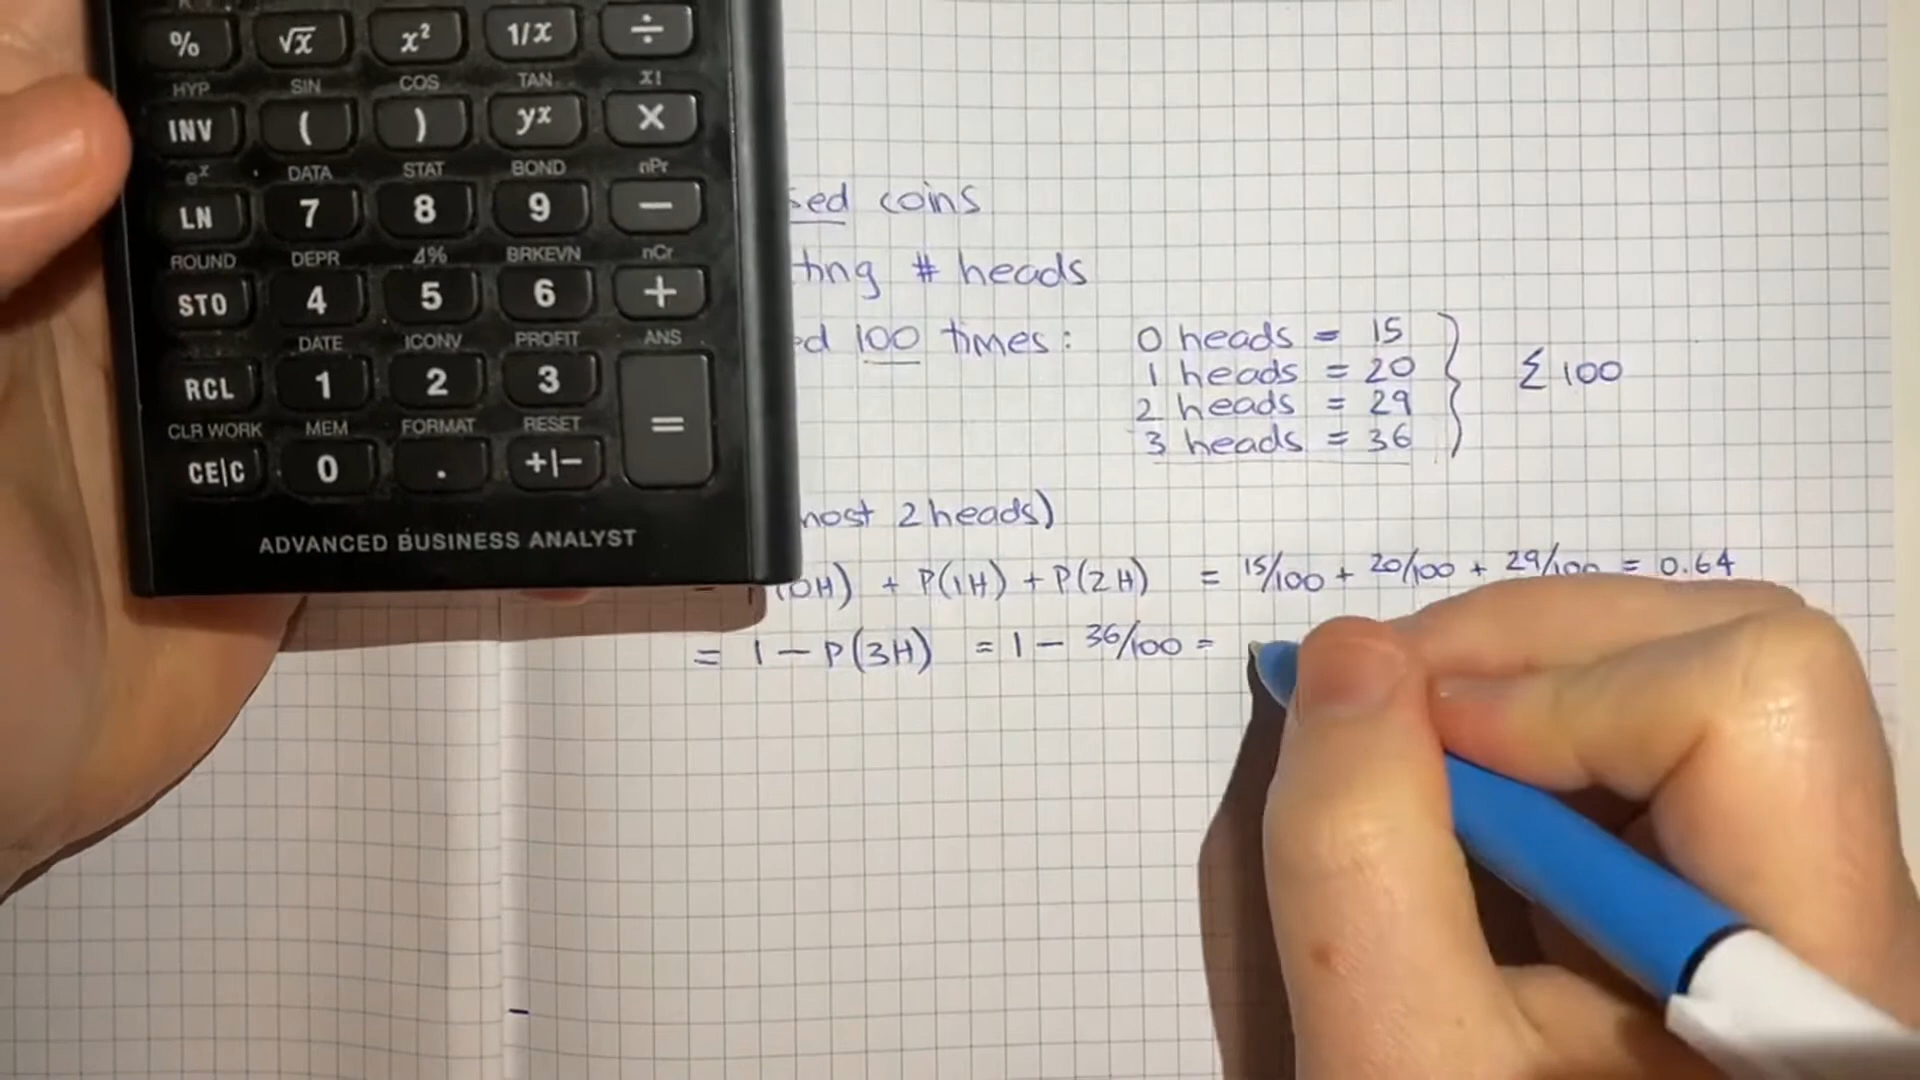 % √x x² 1/x ÷
HYP SIN COS TAN X!
INV ( ) yˣ ×
eˣ DATA STAT BOND nPr
LN 7 8 9 −
ROUND DEPR Δ% BRKEVN nCr
STO 4 5 6 +
DATE ICONV PROFIT ANS
RCL 1 2 3 =
CLR WORK MEM FORMAT RESET
CE|C 0 . +|−
ADVANCED BUSINESS ANALYST
sed coins
ting # heads
ed 100 times :
0 heads = 15
1 heads = 20
2 heads = 29
3 heads = 36
Σ 100
most 2 heads)
(0H) + P(1H) + P(2H) = 15/100 + 20/100 + 29/100 = 0.64
= 1 − P(3H) = 1 − 36/100 =